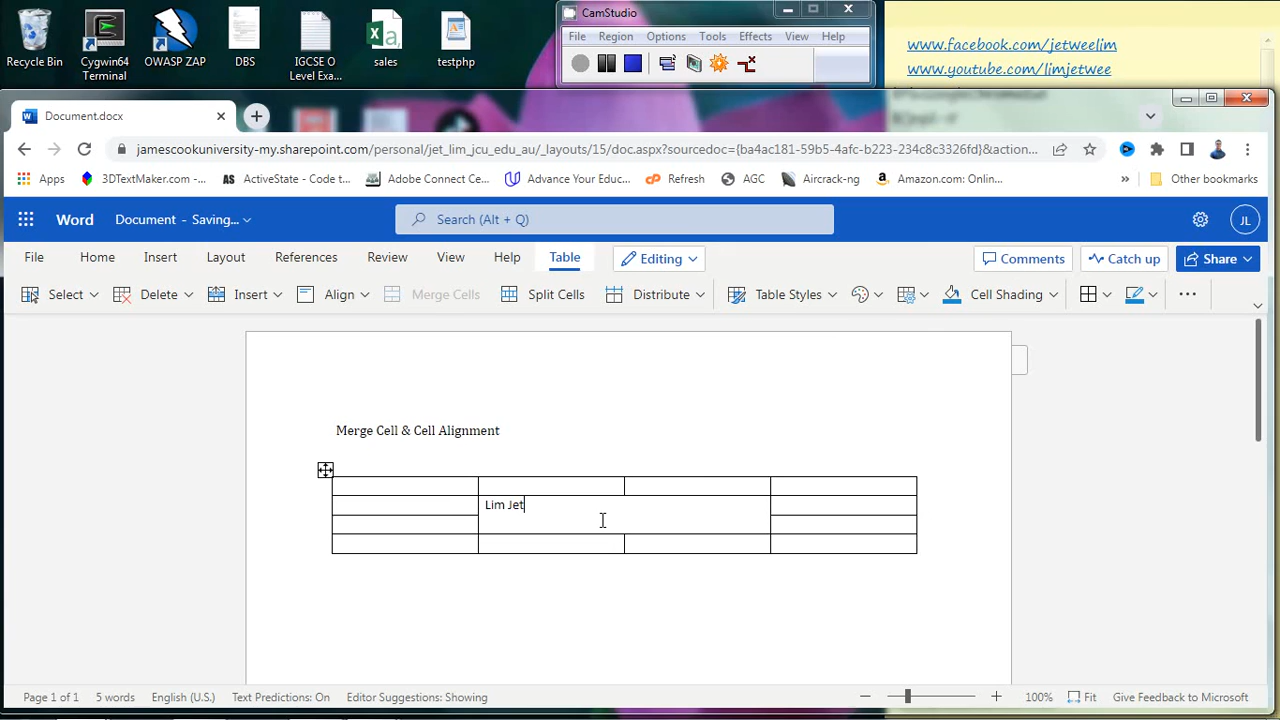 CamStudio
www.facebook.com/jetweelim
www.youtube.com/limjetwee
File Region Options Tools Effects View Help
Recycle Bin
Cygwin64 Terminal
OWASP ZAP
DBS
IGCSE O Level Exa...
sales
testphp
Document.docx
jamescookuniversity-my.sharepoint.com/personal/jet_lim_jcu_edu_au/_layouts/15/doc.aspx?sourcedoc={ba4ac181-59b5-4afc-b223-234c8c3326fd}&action...
Apps 3DTextMaker.com -... AS ActiveState - Code t... Adobe Connect Ce... Advance Your Educ... Refresh AGC Aircrack-ng Amazon.com: Onlin... » Other bookmarks
Word Document - Saving... Search (Alt + Q) JL
File Home Insert Layout References Review View Help Table Editing Comments Catch up Share
Select Delete Insert Align Merge Cells Split Cells Distribute Table Styles Cell Shading ...
Merge Cell & Cell Alignment
Lim Jet
Page 1 of 1 5 words English (U.S.) Text Predictions: On Editor Suggestions: Showing 100% Fit Give Feedback to Microsoft